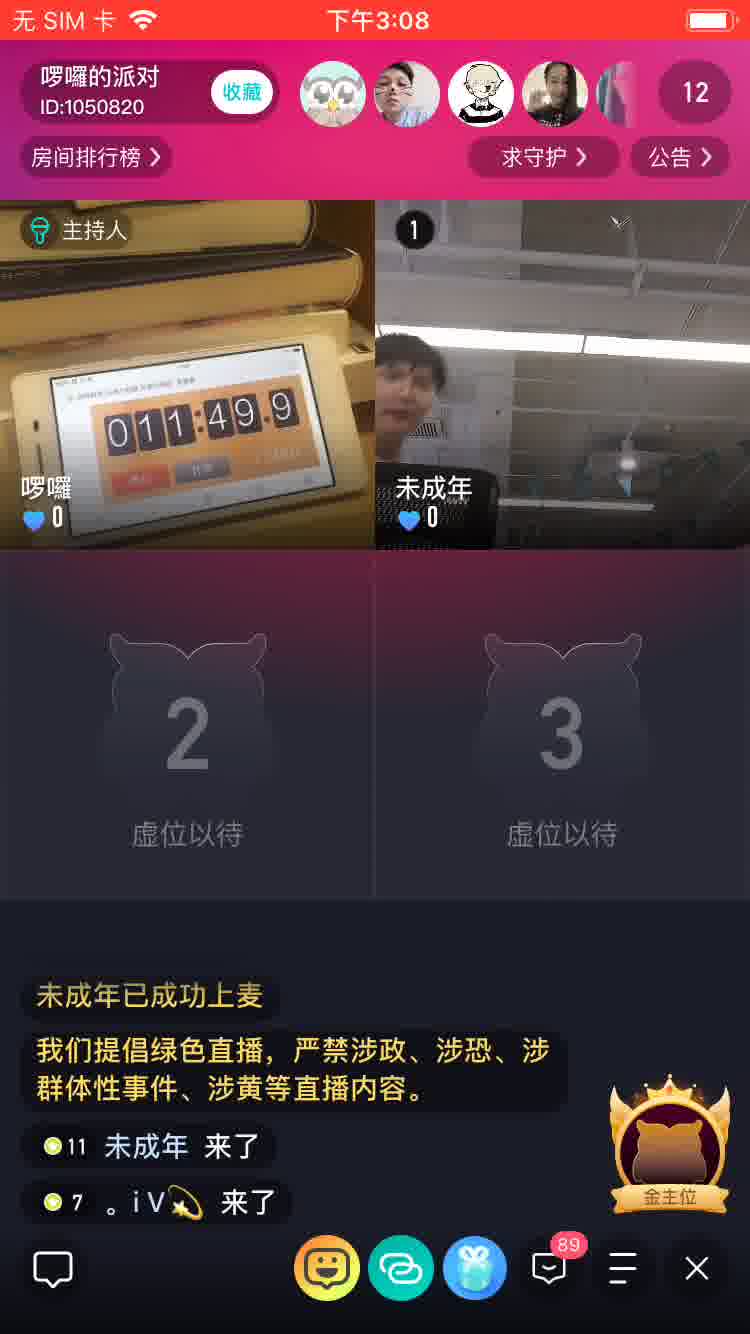 无 SIM 卡
下午3:08
啰囉的派对
ID:1050820
收藏
12
房间排行榜
求守护
公告
主持人
1
011:49.9
啰囉
0
未成年
0
2
虚位以待
3
虚位以待
未成年已成功上麦
我们提倡绿色直播，严禁涉政、涉恐、涉
群体性事件、涉黄等直播内容。
11 未成年 来了
7 。i V💫 来了
金主位
89